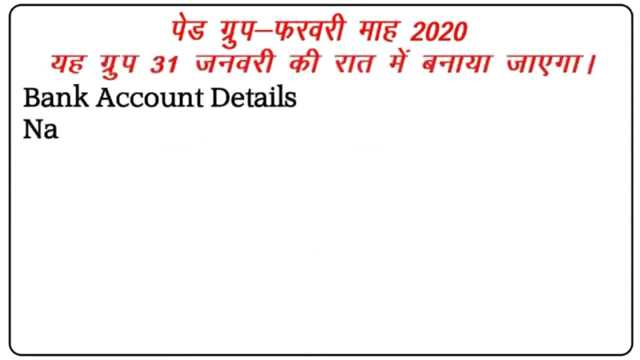 पेड ग्रुप–फरवरी माह 2020
यह ग्रुप 31 जनवरी की रात में बनाया जाएगा।
Bank Account Details
Na